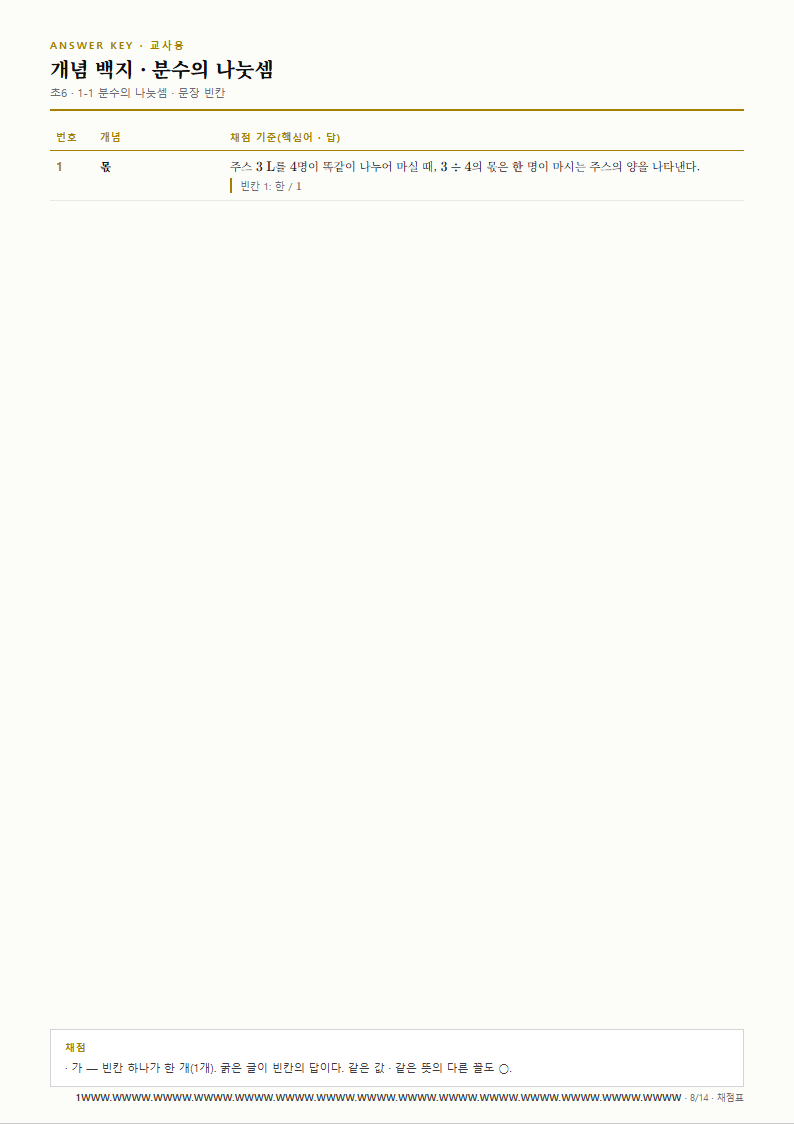 ANSWER KEY · 교사용
개념 백지 · 분수의 나눗셈
초6 · 1-1 분수의 나눗셈 · 문장 빈칸
번호 개념 채점 기준(핵심어 · 답)
1 몫 주스 3 L를 4명이 똑같이 나누어 마실 때, 3 ÷ 4의 몫은 한 명이 마시는 주스의 양을 나타낸다.
빈칸 1: 한 / 1
채점
· 가 — 빈칸 하나가 한 개(1개). 굵은 글이 빈칸의 답이다. 같은 값 · 같은 뜻의 다른 꼴도 ○.
1WWW.WWWW.WWWW.WWWW.WWWW.WWWW.WWWW.WWWW.WWWW.WWWW.WWWW.WWWW.WWWW.WWWW.WWWW · 8/14 · 채점표